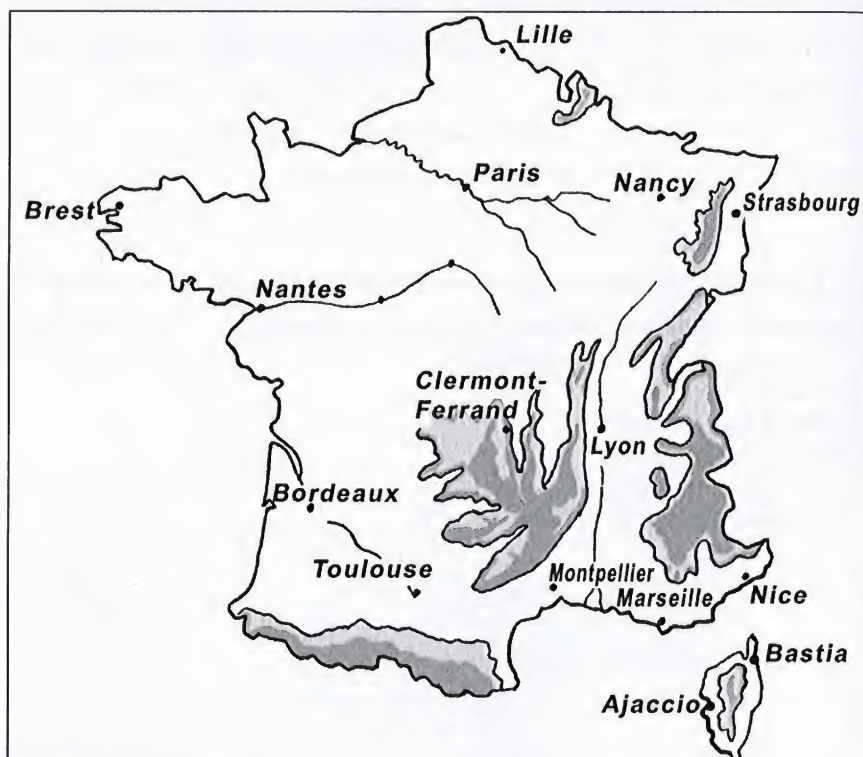 Lille
Paris
Nancy
Strasbourg
Brest
Nantes
Clermont-
Ferrand
Lyon
Bordeaux
Toulouse
Montpellier
Marseille
Nice
Bastia
Ajaccio